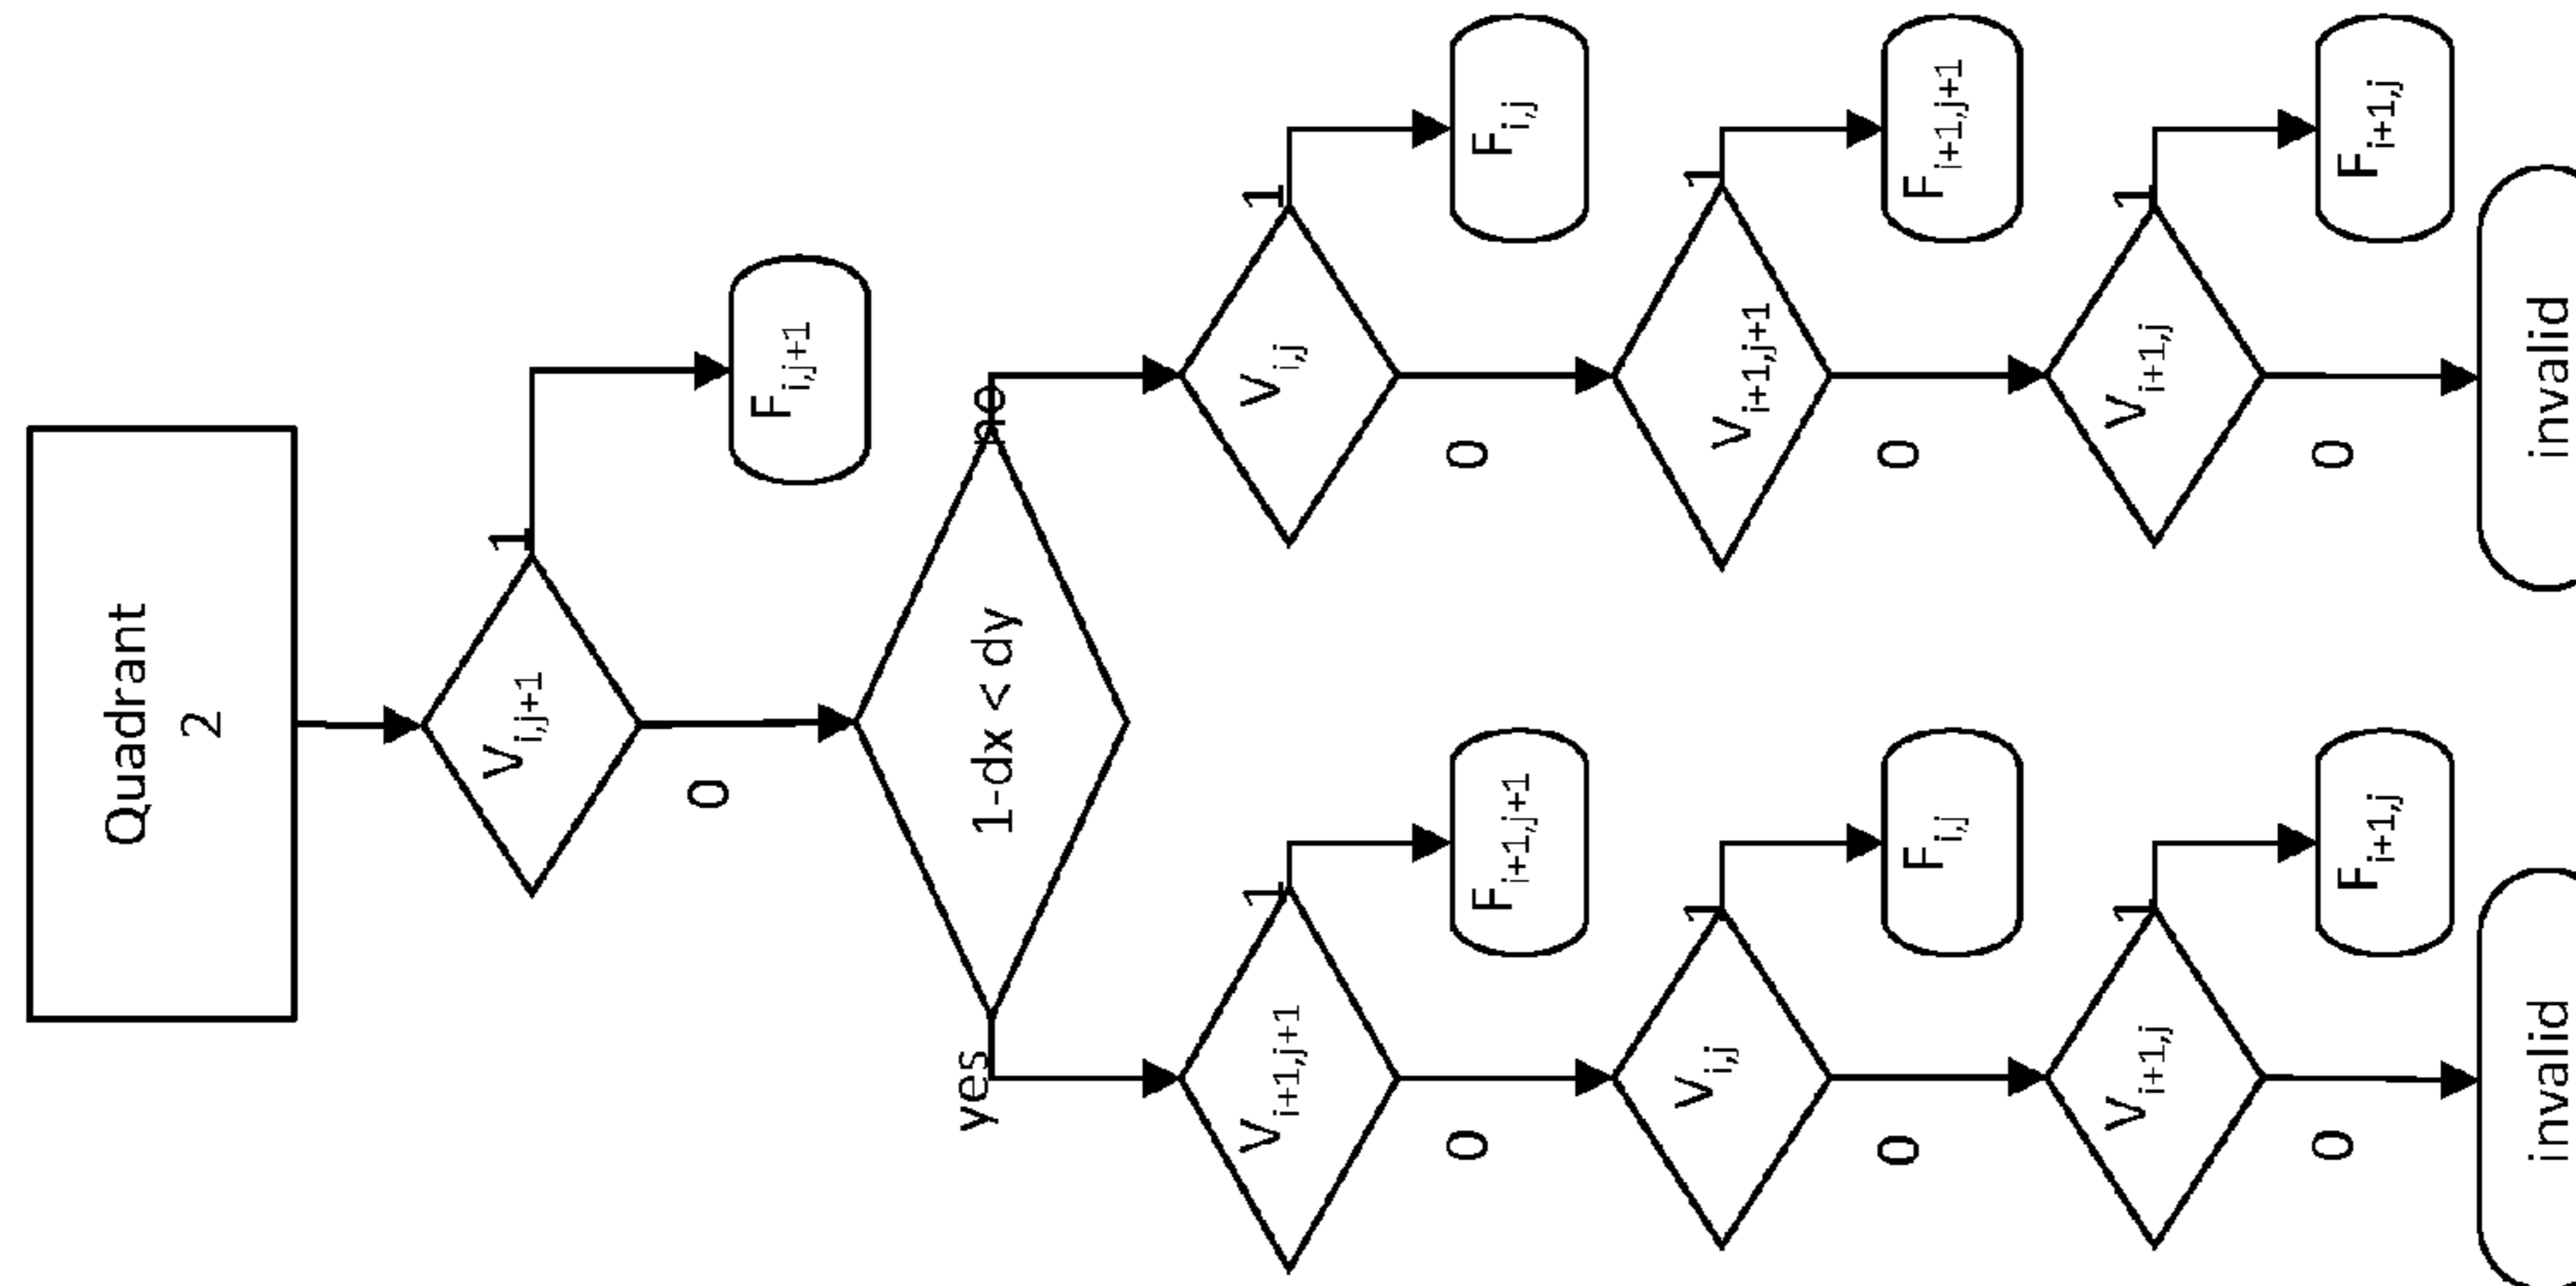 Quadrant
2
V_{i,j+1}
1
F_{i,j+1}
0
1-dx < dy
yes
no
V_{i+1,j+1}
1
F_{i+1,j+1}
V_{i,j}
1
F_{i,j}
0
0
V_{i,j}
1
F_{i,j}
V_{i+1,j+1}
1
F_{i+1,j+1}
0
0
V_{i+1,j}
1
F_{i+1,j}
V_{i+1,j}
1
F_{i+1,j}
0
0
invalid
invalid